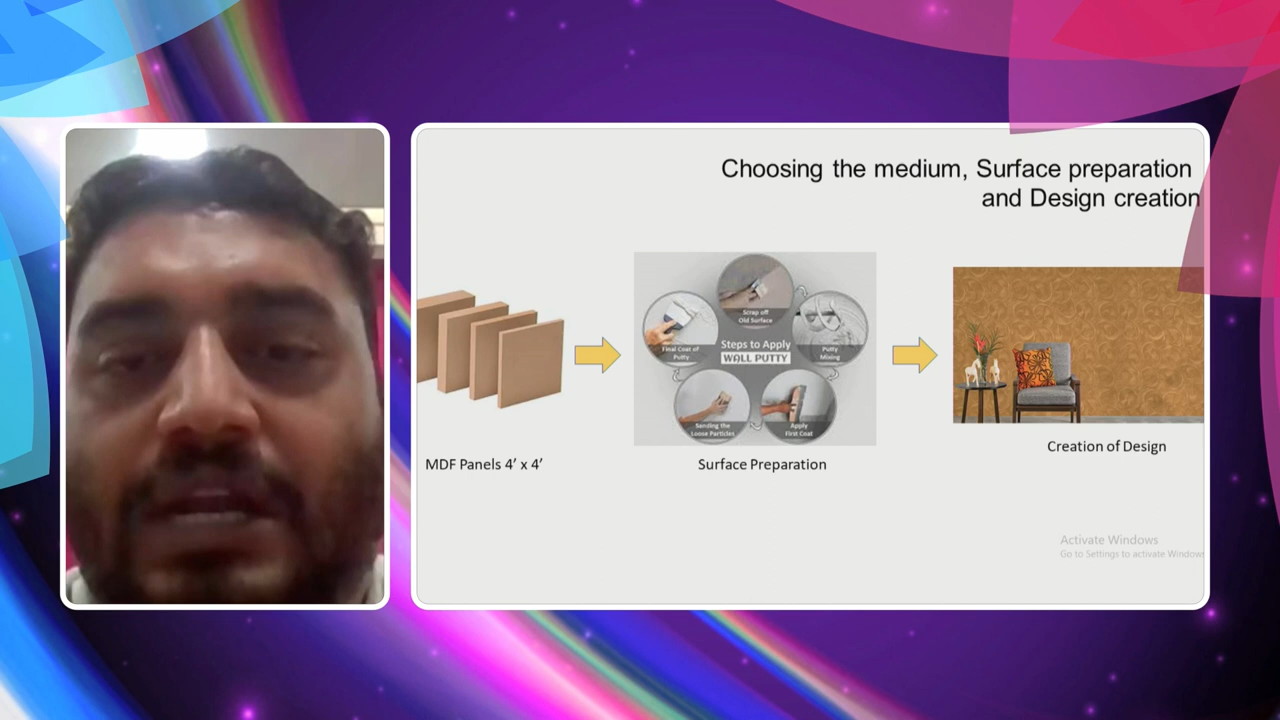 Choosing the medium, Surface preparation
and Design creation
Scrap off
Old Surface
Final Coat of
Putty
Putty
Mixing
Steps to Apply
WALL PUTTY
Sanding the
Loose Particles
Apply
First Coat
MDF Panels 4’ x 4’
Surface Preparation
Creation of Design
Activate Windows
Go to Settings to activate Windows